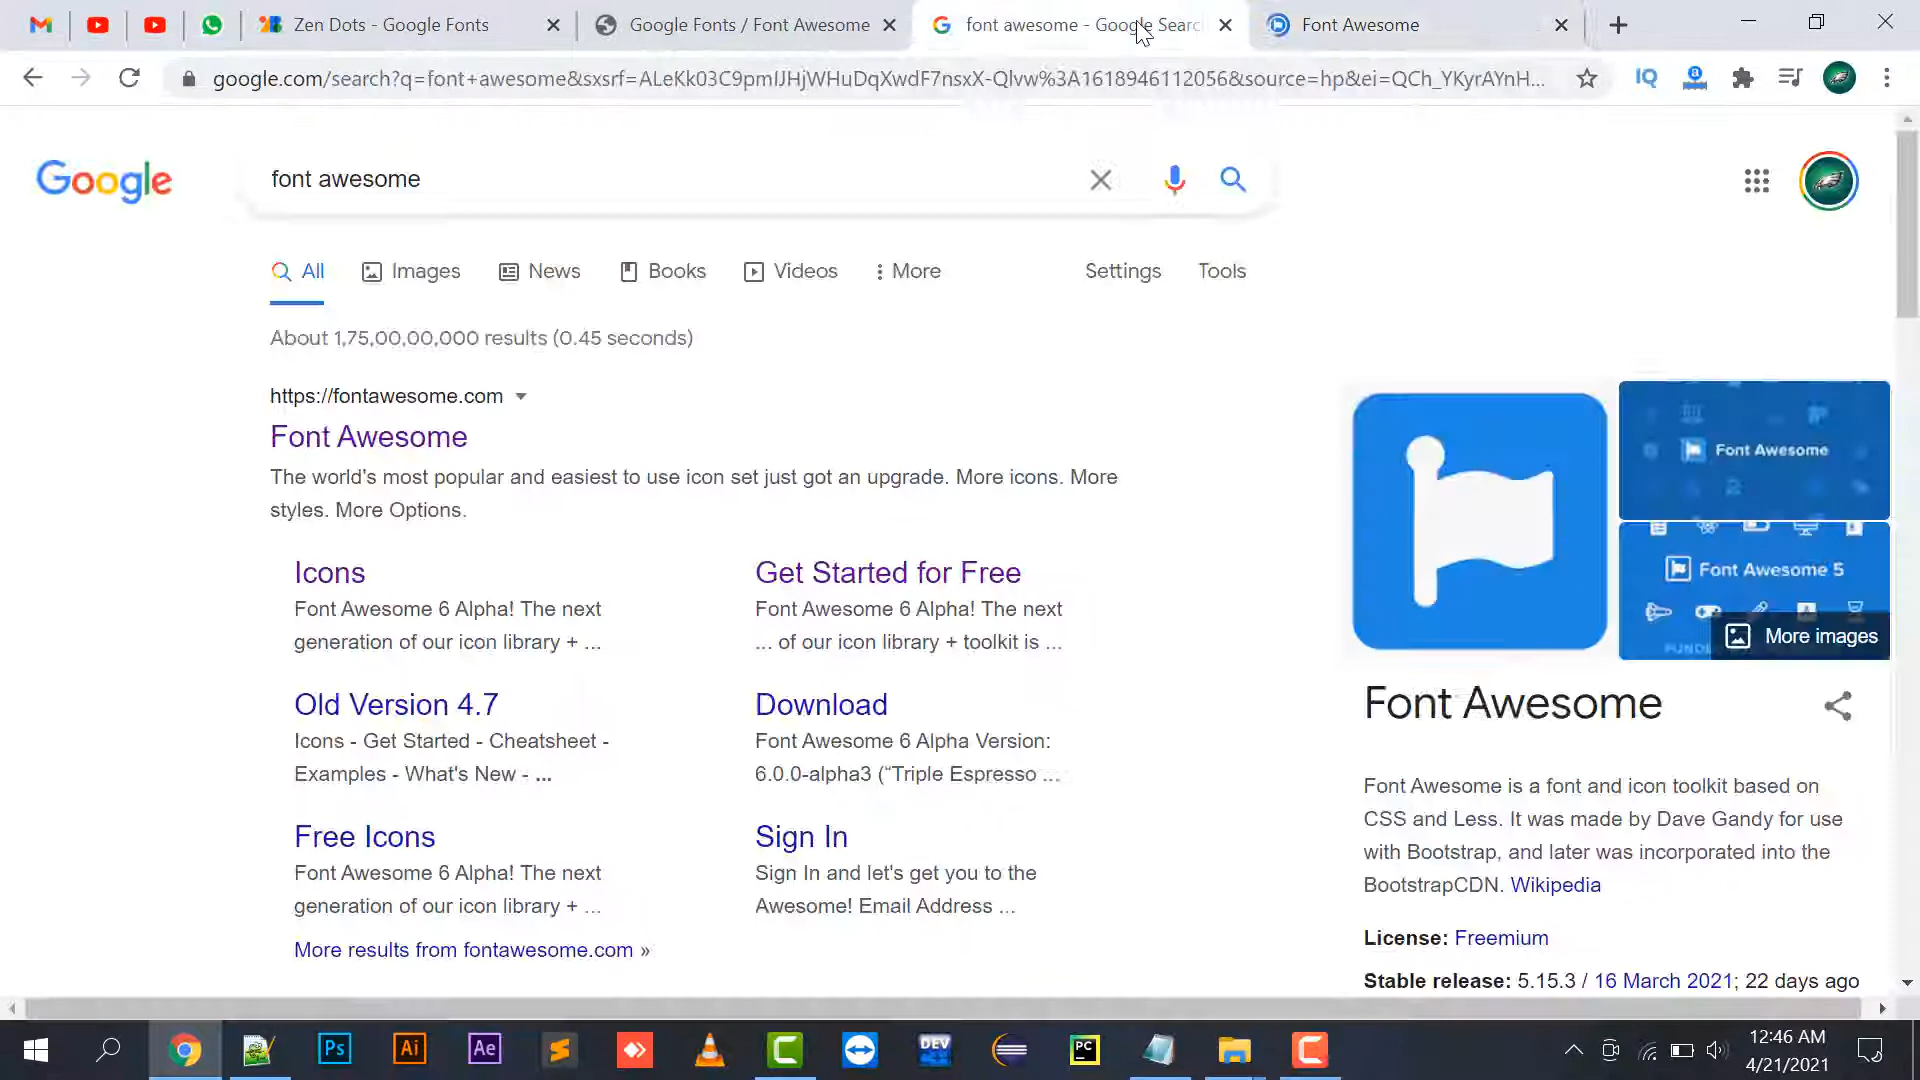 Zen Dots - Google Fonts
Google Fonts / Font Awesome
font awesome - Google Searc
Font Awesome
google.com/search?q=font+awesome&sxsrf=ALeKk03C9pmIJHjWHuDqXwdF7nsxX-Qlvw%3A1618946112056&source=hp&ei=QCh_YKyrAYnH...
IQ
Google
font awesome
All
Images
News
Books
Videos
More
Settings
Tools
About 1,75,00,00,000 results (0.45 seconds)
https://fontawesome.com
Font Awesome
The world's most popular and easiest to use icon set just got an upgrade. More icons. More
styles. More Options.
Icons
Font Awesome 6 Alpha! The next
generation of our icon library + ...
Get Started for Free
Font Awesome 6 Alpha! The next
... of our icon library + toolkit is ...
Old Version 4.7
Icons - Get Started - Cheatsheet -
Examples - What's New - ...
Download
Font Awesome 6 Alpha Version:
6.0.0-alpha3 (“Triple Espresso ...
Free Icons
Font Awesome 6 Alpha! The next
generation of our icon library + ...
Sign In
Sign In and let's get you to the
Awesome! Email Address ...
More results from fontawesome.com »
Font Awesome
Font Awesome 5
More images
Font Awesome
Font Awesome is a font and icon toolkit based on
CSS and Less. It was made by Dave Gandy for use
with Bootstrap, and later was incorporated into the
BootstrapCDN. Wikipedia
License: Freemium
Stable release: 5.15.3 / 16 March 2021; 22 days ago
Ps
Ai
Ae
DEV
PC
12:46 AM
4/21/2021